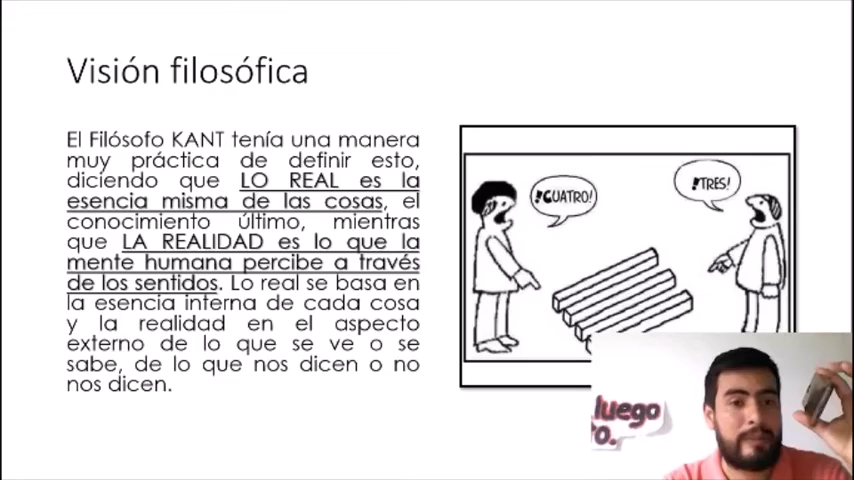 Visión filosófica
El Filósofo KANT tenía una manera
muy práctica de definir esto,
diciendo que LO REAL es la
esencia misma de las cosas, el
conocimiento último, mientras
que LA REALIDAD es lo que la
mente humana percibe a través
de los sentidos. Lo real se basa en
la esencia interna de cada cosa
y la realidad en el aspecto
externo de lo que se ve o se
sabe, de lo que nos dicen o no
nos dicen.
!CUATRO!
!TRES!
luego
o.